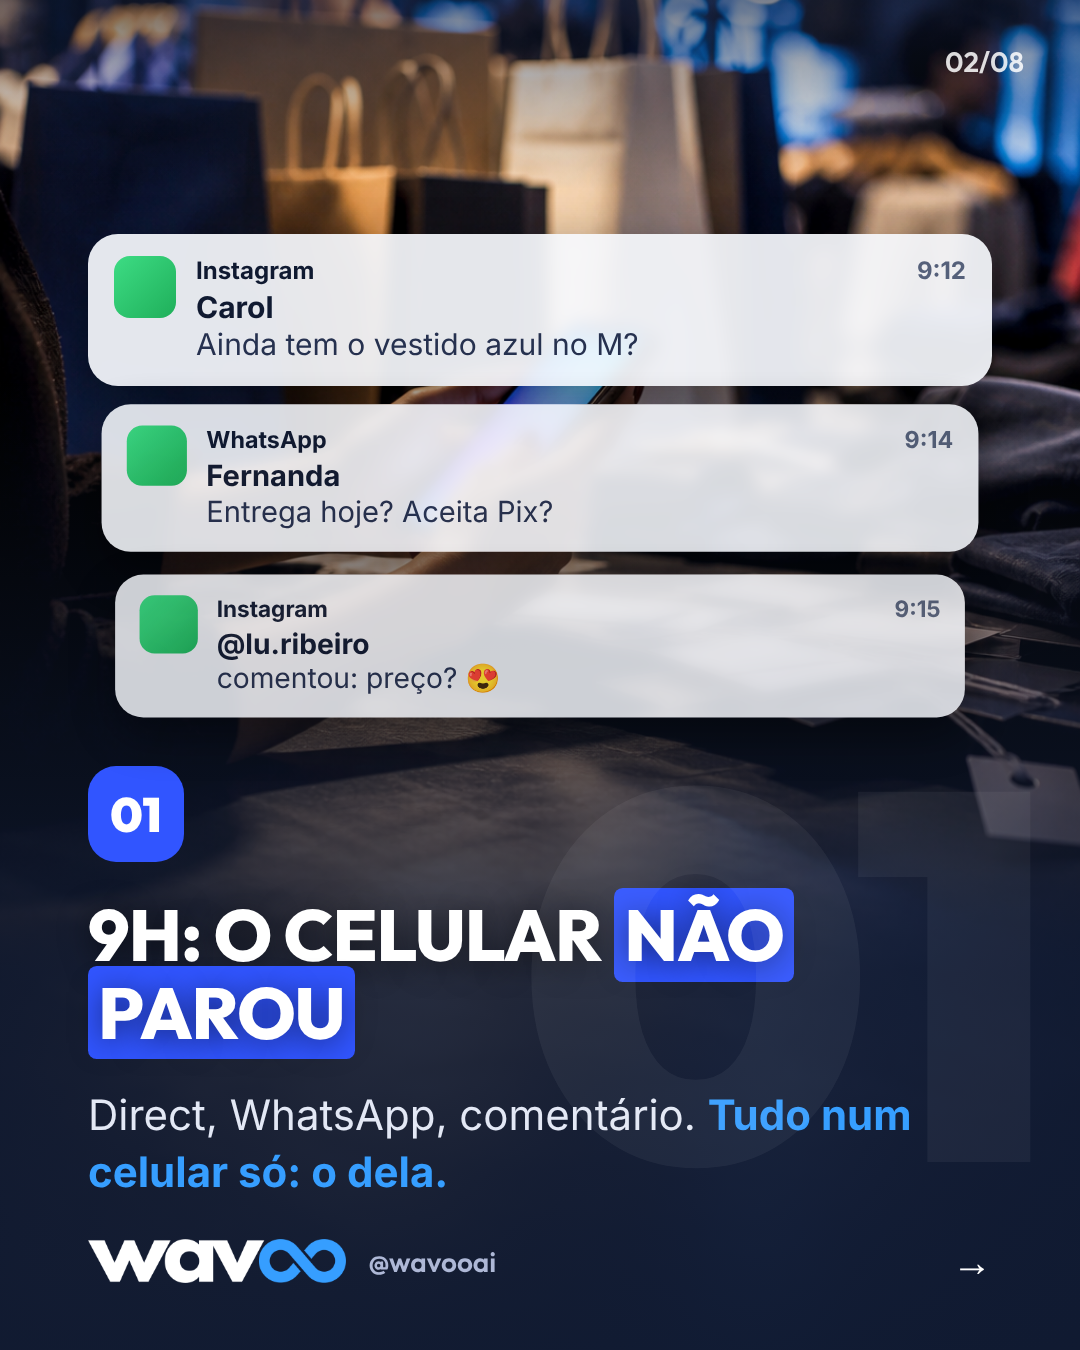 02/08
Instagram
9:12
Carol
Ainda tem o vestido azul no M?
WhatsApp
9:14
Fernanda
Entrega hoje? Aceita Pix?
Instagram
9:15
@lu.ribeiro
comentou: preço? 😍
01
01
9H: O CELULAR NÃO
PAROU
Direct, WhatsApp, comentário. Tudo num
celular só: o dela.
wavoo
@wavooai
→